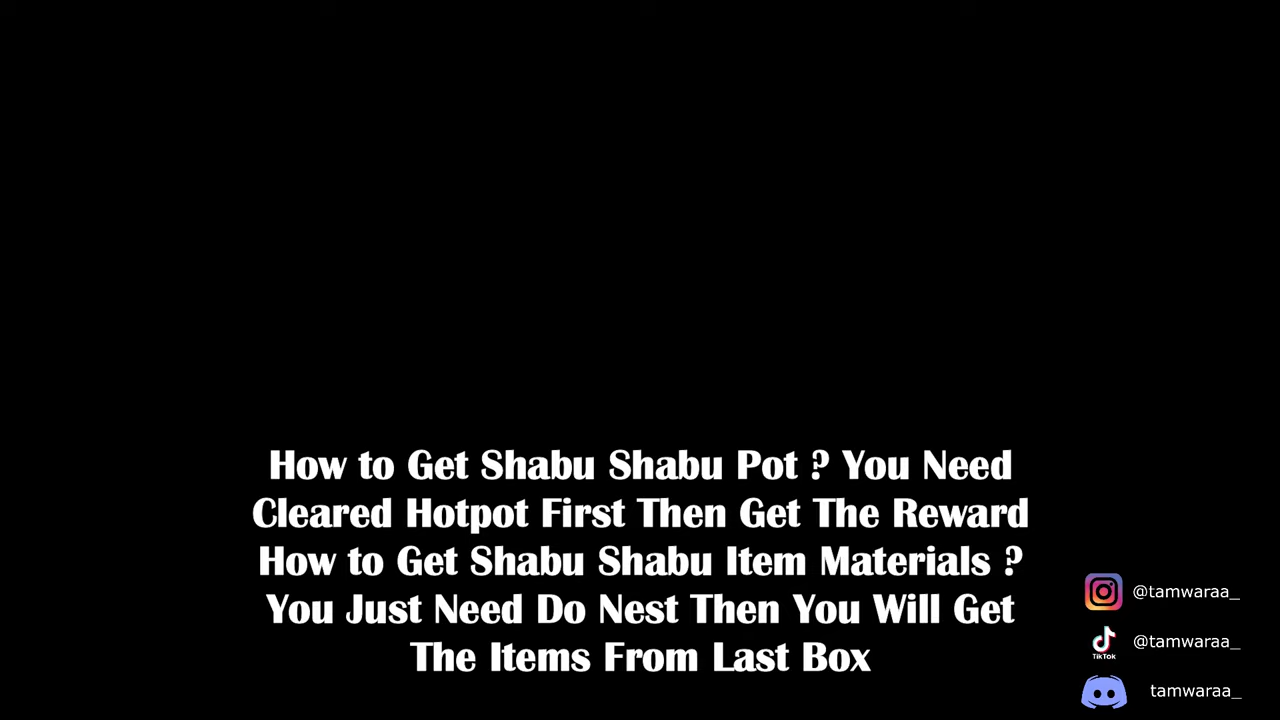 How to Get Shabu Shabu Pot ? You Need
Cleared Hotpot First Then Get The Reward
How to Get Shabu Shabu Item Materials ?
You Just Need Do Nest Then You Will Get
The Items From Last Box
@tamwaraa_
@tamwaraa_
TikTok
tamwaraa_